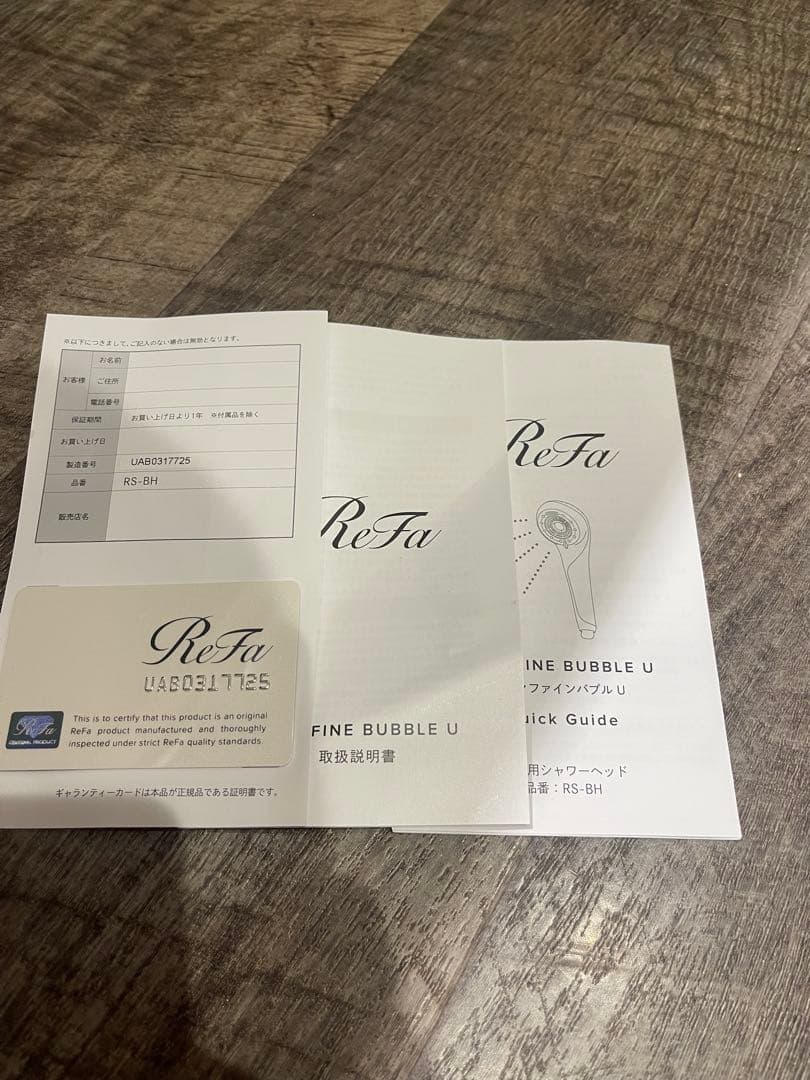 ※以下につきまして、ご記入のない場合は無効となります。
お客様
お名前
ご住所
電話番号
保証期間 お買い上げ日より1年 ※付属品を除く
お買い上げ日
製造番号 UAB0317725
品番 RS-BH
販売店名
ReFa
UAB0317725
ReFa
ORIGINAL PRODUCT
This is to certify that this product is an original
ReFa product manufactured and thoroughly
inspected under strict ReFa quality standards.
ギャランティーカードは本品が正規品である証明書です。
ReFa
FINE BUBBLE U
取扱説明書
ReFa
INE BUBBLE U
ンファインバブル U
uick Guide
用シャワーヘッド
品番：RS-BH